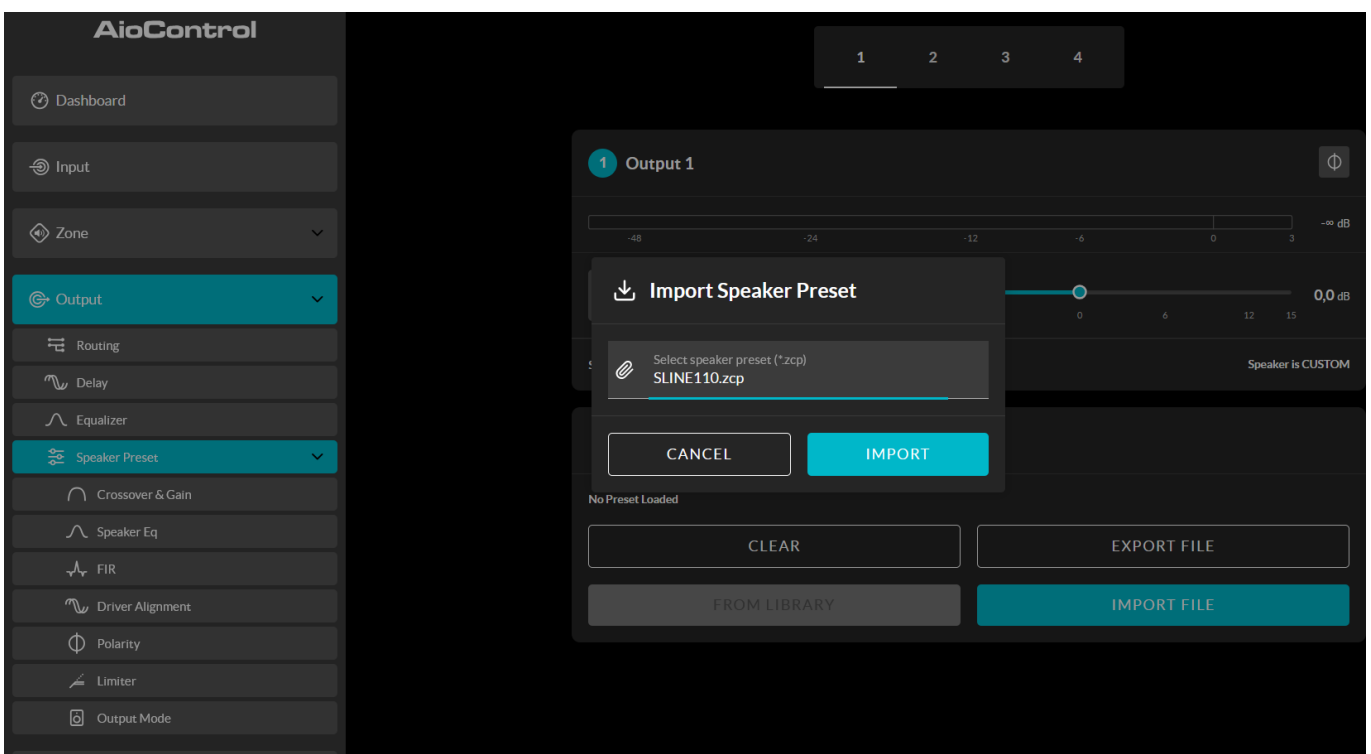 AioControl
Dashboard
Input
Zone
Output
Routing
Delay
Equalizer
Speaker Preset
Crossover & Gain
Speaker Eq
FIR
Driver Alignment
Polarity
Limiter
Output Mode
1 2 3 4
1 Output 1
-∞ dB
-48 -24 -12 -6 0 3
0,0 dB
0 6 12 15
Speaker is CUSTOM
Import Speaker Preset
Select speaker preset (*.zcp)
SLINE110.zcp
CANCEL IMPORT
No Preset Loaded
CLEAR EXPORT FILE
FROM LIBRARY IMPORT FILE